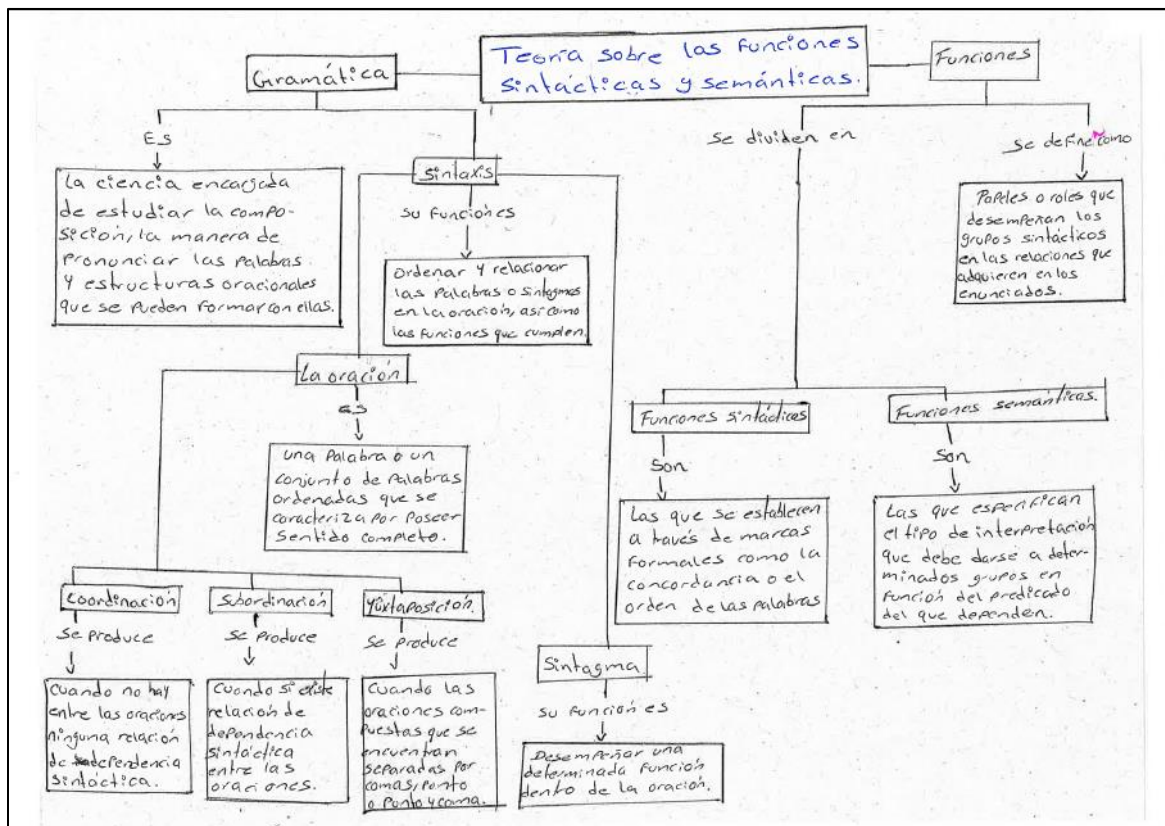 Teoría sobre las funciones
sintácticas y semánticas.
Gramática
Funciones
ES
La ciencia encargada
de estudiar la compo-
sición, la manera de
pronunciar las palabras
y estructuras oracionales
que se pueden formar con ellas.
Sintaxis
su función es
Ordenar y relacionar
las palabras o sintagmas
en la oración, así como
las funciones que cumplen.
La oración
es
una palabra o un
conjunto de palabras
ordenadas que se
caracteriza por poseer
sentido completo.
Coordinación
Se produce
Cuando no hay
entre las oraciones
ninguna relación
de dependencia
sintáctica.
Subordinación
Se produce
Cuando si existe
relación de
dependencia
sintáctica
entre las
oraciones.
Yuxtaposición.
Se produce
Cuando las
oraciones com-
puestas que se
encuentran
separadas por
comas, punto
o punto y coma.
Sintagma
su función es
Desempeñar una
determinada función
dento de la oración.
Se dividen en
Se define como
Papeles o roles que
desempeñan los
grupos sintácticos
en las relaciones que
adquieren en los
enunciados.
Funciones sintácticas
Son
Las que se establecen
a través de marcas
formales como la
concordancia o el
orden de las palabras
Funciones semánticas.
Son
Las que especifican
el tipo de interpretación
que debe darse a deter-
minados grupos en
función del predicado
del que dependen.